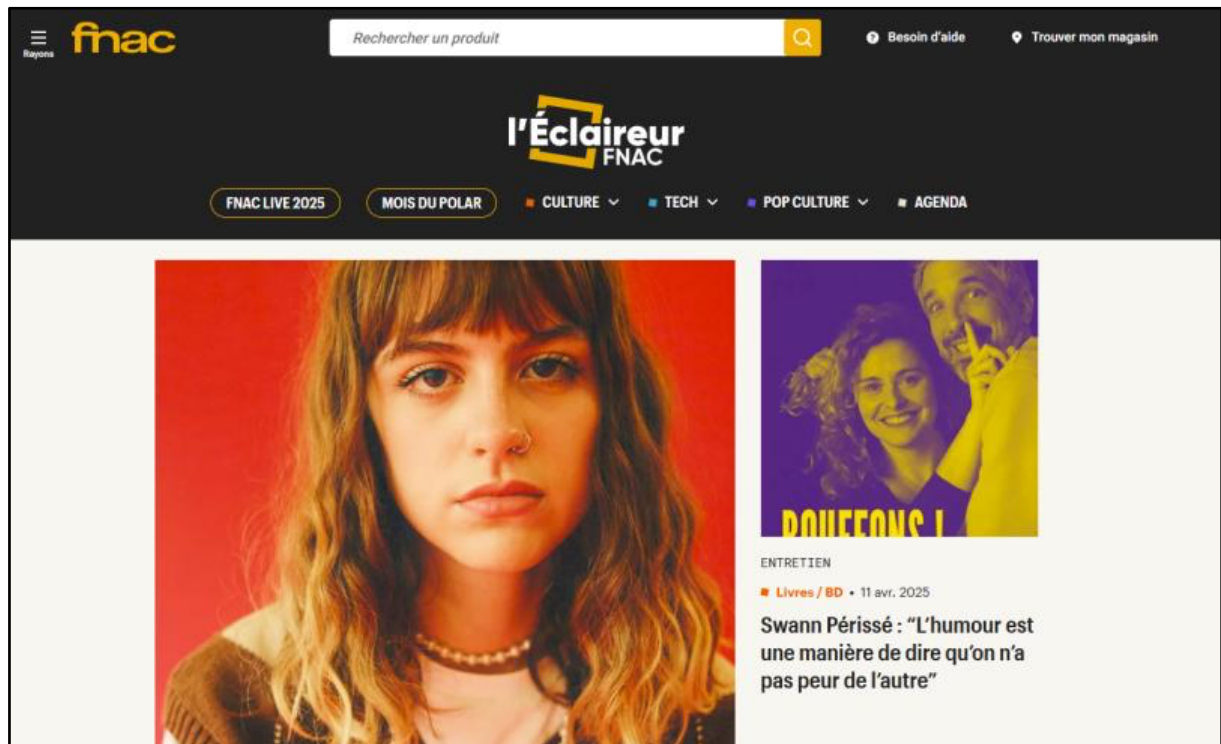 Rayons
fnac
Rechercher un produit
Besoin d'aide
Trouver mon magasin
l'Éclaireur
FNAC
FNAC LIVE 2025
MOIS DU POLAR
CULTURE
TECH
POP CULTURE
AGENDA
BOUFFONS !
ENTRETIEN
Livres / BD • 11 avr. 2025
Swann Périssé : “L’humour est
une manière de dire qu’on n’a
pas peur de l’autre”